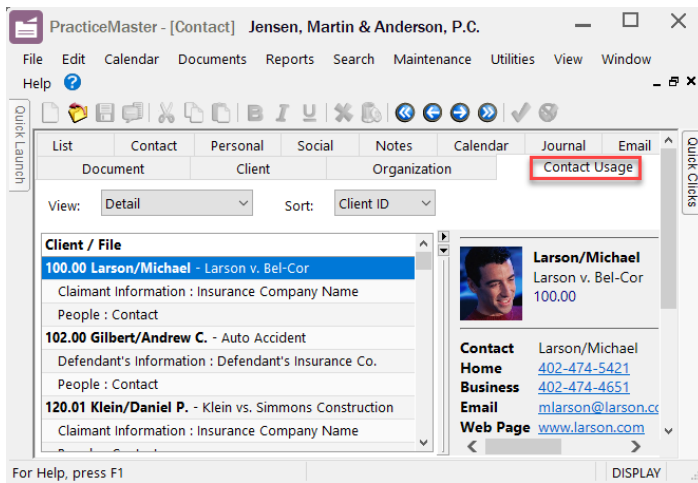 PracticeMaster - [Contact] Jensen, Martin & Anderson, P.C.
File Edit Calendar Documents Reports Search Maintenance Utilities View Window
Help
Quick Launch
B I U
List Contact Personal Social Notes Calendar Journal Email
Document Client Organization Contact Usage
Quick Clicks
View: Detail Sort: Client ID
Client / File
100.00 Larson/Michael - Larson v. Bel-Cor
Claimant Information : Insurance Company Name
People : Contact
102.00 Gilbert/Andrew C. - Auto Accident
Defendant's Information : Defendant's Insurance Co.
People : Contact
120.01 Klein/Daniel P. - Klein vs. Simmons Construction
Claimant Information : Insurance Company Name
Larson/Michael
Larson v. Bel-Cor
100.00
Contact Larson/Michael
Home 402-474-5421
Business 402-474-4651
Email mlarson@larson.co
Web Page www.larson.com
For Help, press F1
DISPLAY